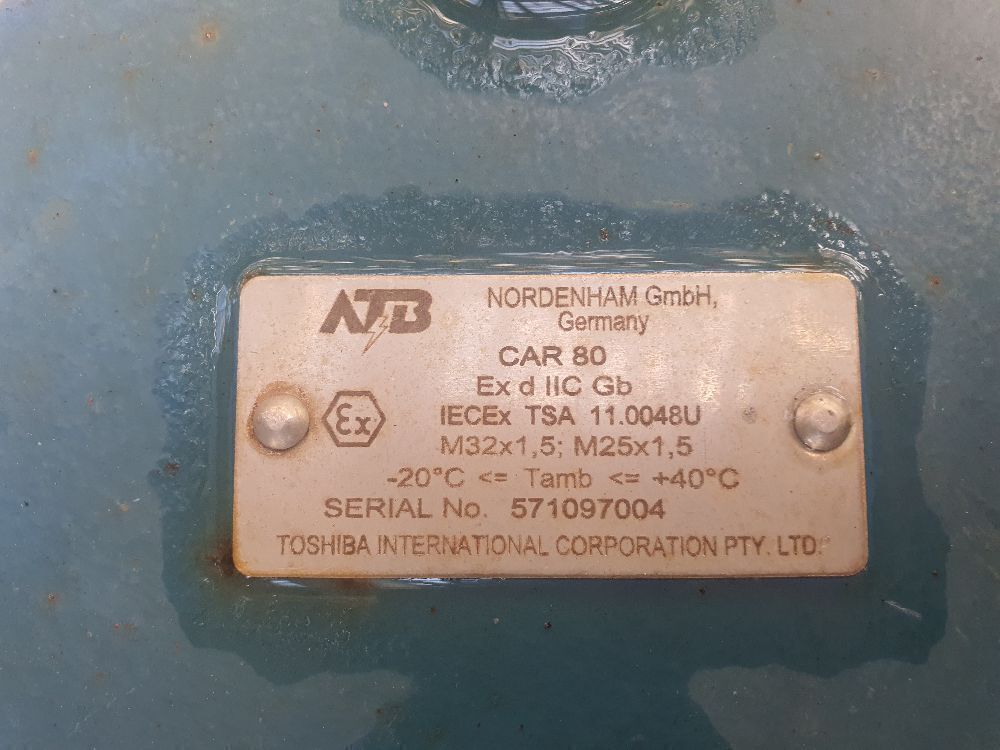 ATB NORDENHAM GmbH,
Germany
CAR 80
Ex d IIC Gb
Ex IECEx TSA 11.0048U
M32x1,5; M25x1,5
-20°C <= Tamb <= +40°C
SERIAL No. 571097004
TOSHIBA INTERNATIONAL CORPORATION PTY. LTD.